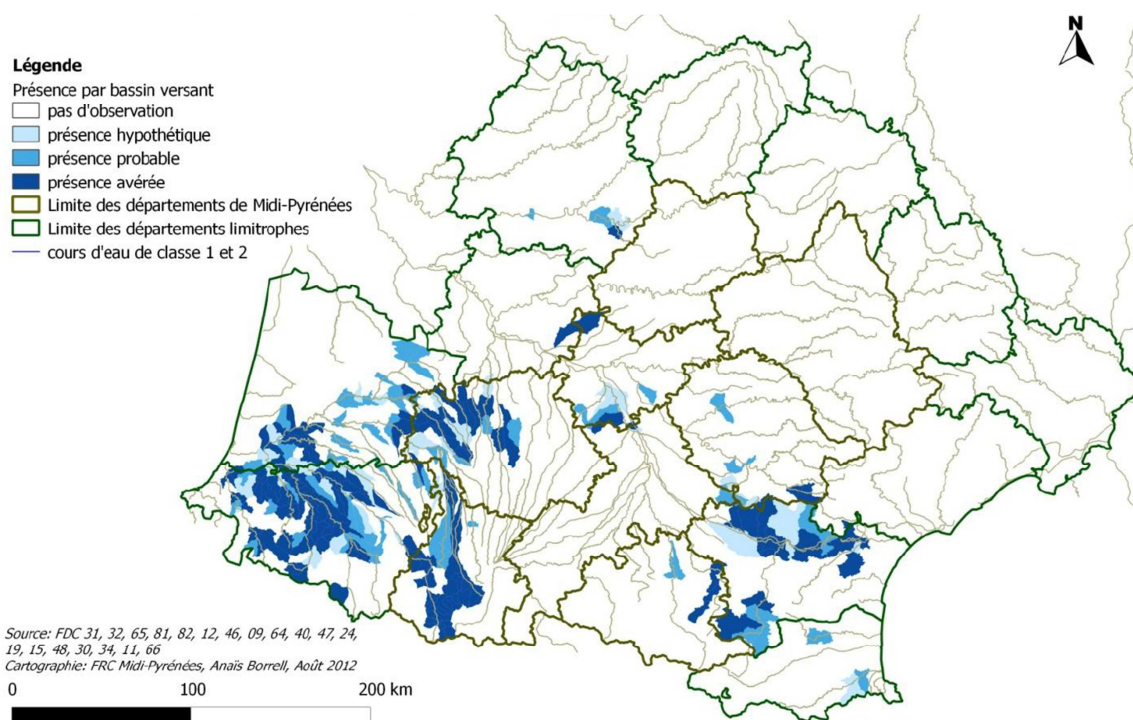 N
Légende
Présence par bassin versant
pas d'observation
présence hypothétique
présence probable
présence avérée
Limite des départements de Midi-Pyrénées
Limite des départements limitrophes
cours d'eau de classe 1 et 2
Source: FDC 31, 32, 65, 81, 82, 12, 46, 09, 64, 40, 47, 24,
19, 15, 48, 30, 34, 11, 66
Cartographie: FRC Midi-Pyrénées, Anaïs Borrell, Août 2012
0 100 200 km